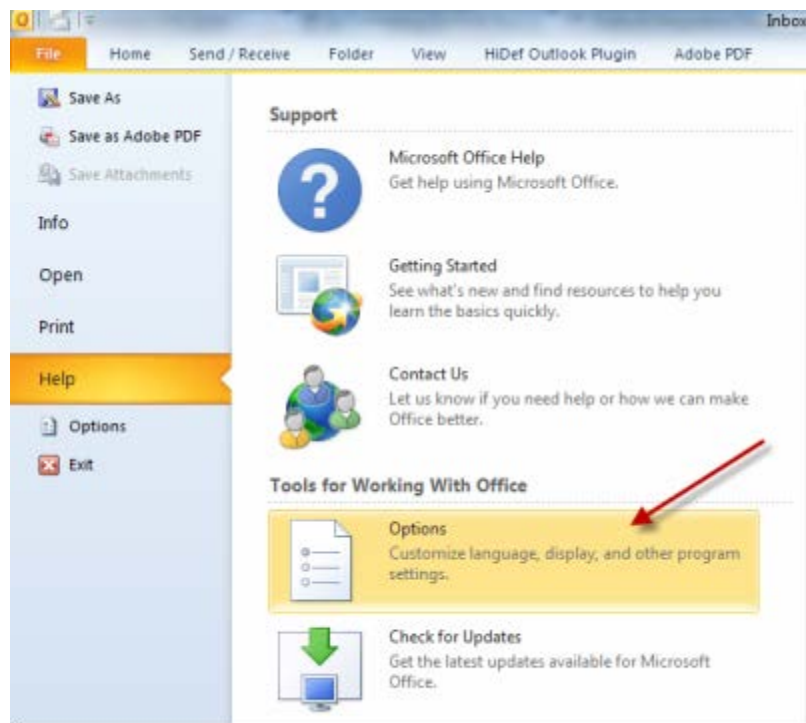 Inbox
File Home Send / Receive Folder View HiDef Outlook Plugin Adobe PDF
Save As
Save as Adobe PDF
Save Attachments
Info
Open
Print
Help
Options
Exit
Support
Microsoft Office Help
Get help using Microsoft Office.
Getting Started
See what's new and find resources to help you
learn the basics quickly.
Contact Us
Let us know if you need help or how we can make
Office better.
Tools for Working With Office
Options
Customize language, display, and other program
settings.
Check for Updates
Get the latest updates available for Microsoft
Office.